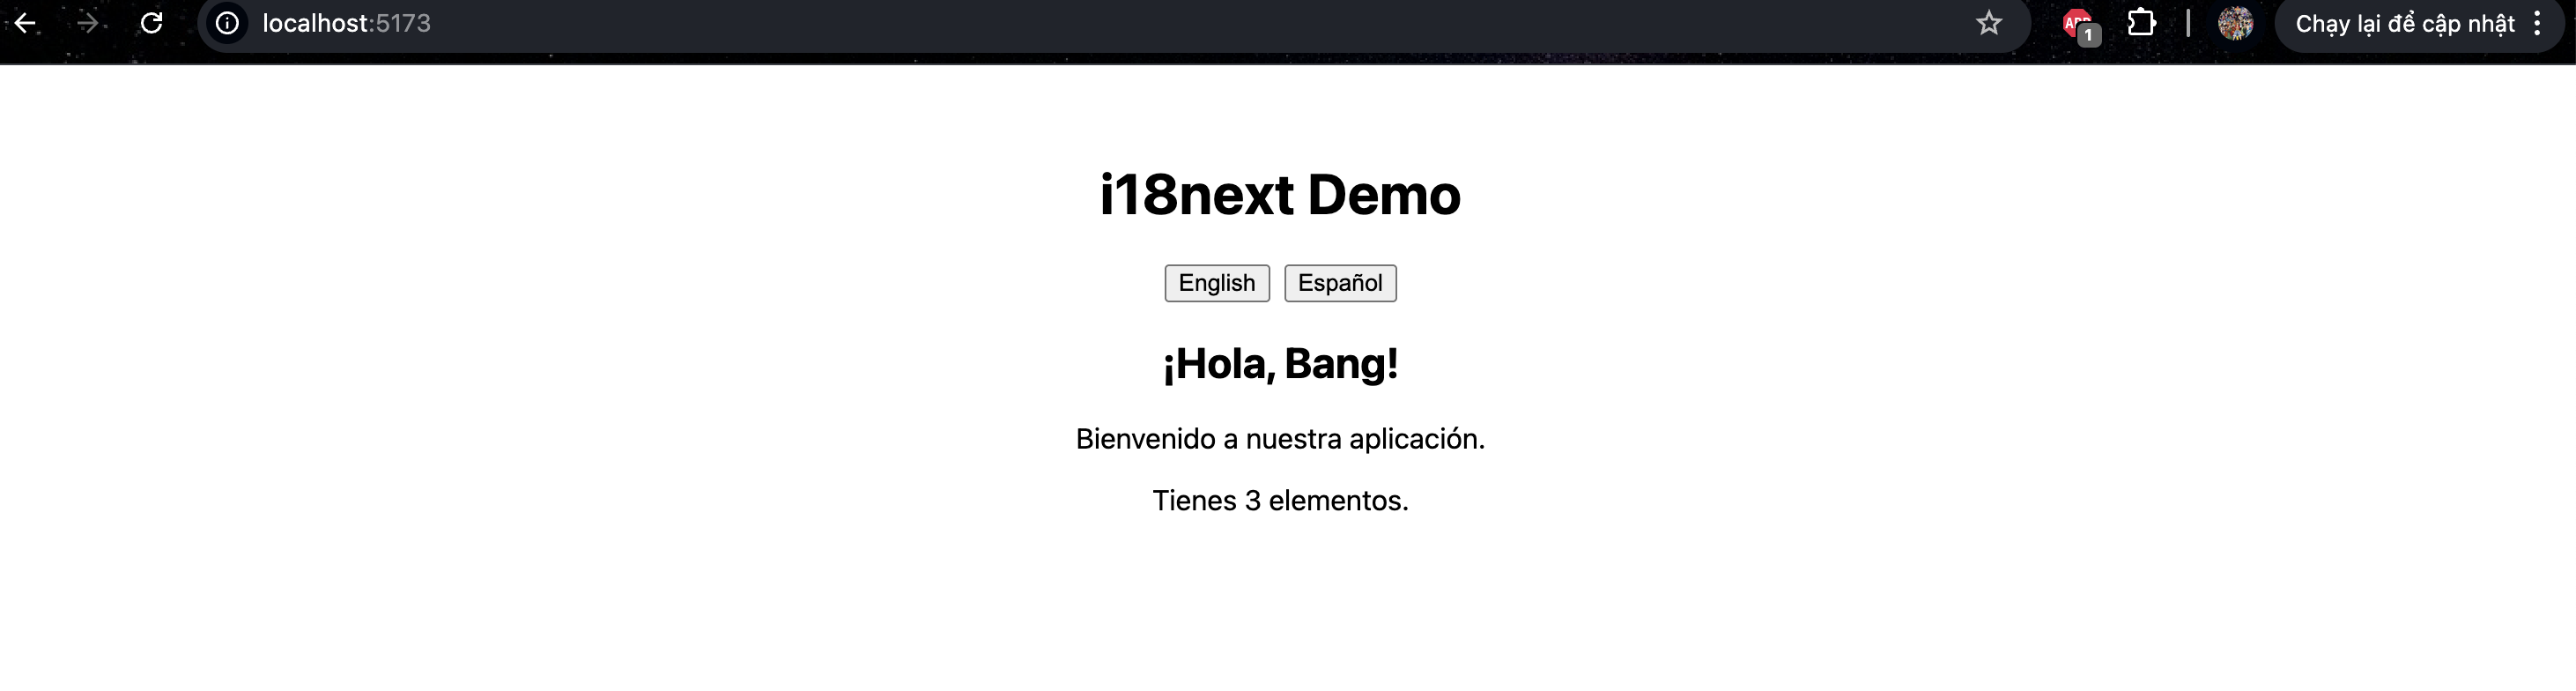 localhost:5173
ABP
1
Chạy lại để cập nhật
i18next Demo
English Español
¡Hola, Bang!
Bienvenido a nuestra aplicación.
Tienes 3 elementos.